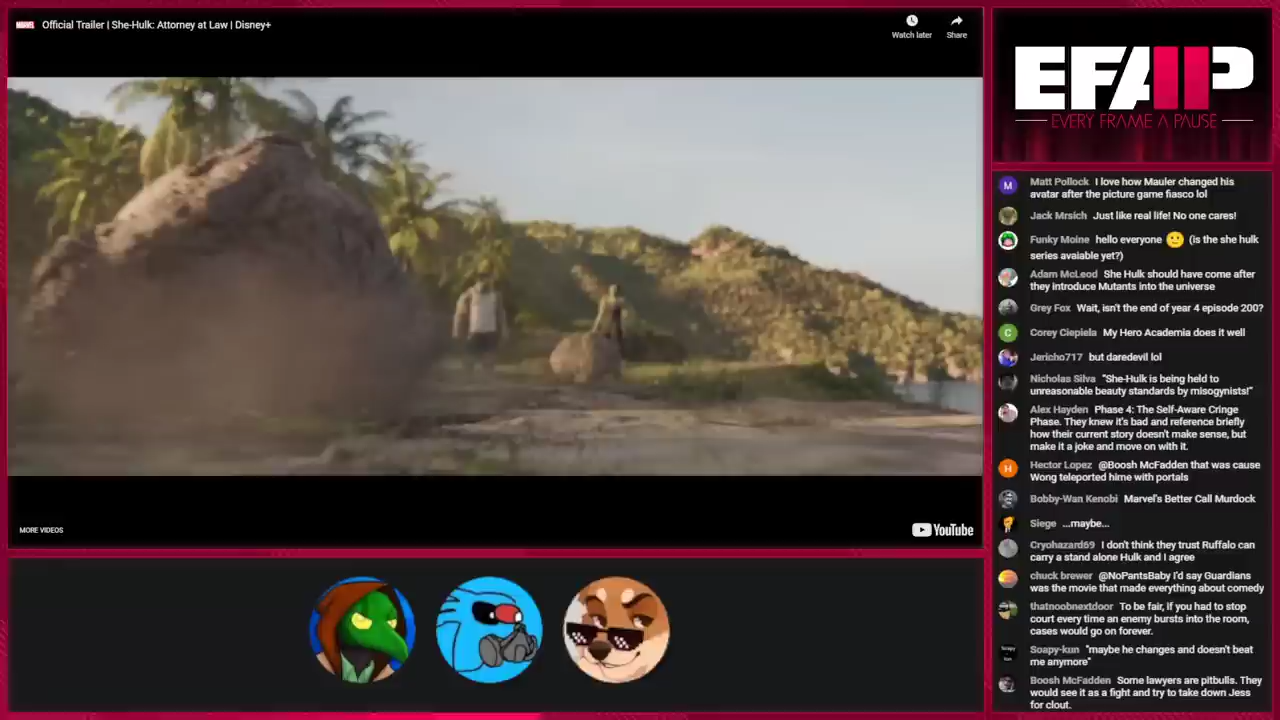 MARVEL Official Trailer | She-Hulk: Attorney at Law | Disney+
Watch later
Share
MORE VIDEOS
YouTube
EFAP
EVERY FRAME A PAUSE
M
Matt Pollock I love how Mauler changed his
avatar after the picture game fiasco lol
Jack Mrsich Just like real life! No one cares!
Funky Moine hello everyone 🙂 (is the she hulk
series avaiable yet?)
Adam McLeod She Hulk should have come after
they introduce Mutants into the universe
Grey Fox Wait, isn't the end of year 4 episode 200?
C
Corey Ciepiela My Hero Academia does it well
Jericho717 but daredevil lol
Nicholas Silva "She-Hulk is being held to
unreasonable beauty standards by misogynists!"
Alex Hayden Phase 4: The Self-Aware Cringe
Phase. They knew it's bad and reference briefly
how their current story doesn't make sense, but
make it a joke and move on with it.
H
Hector Lopez @Boosh McFadden that was cause
Wong teleported hime with portals
Bobby-Wan Kenobi Marvel's Better Call Murdock
Siege ...maybe...
Cryohazard69 I don't think they trust Ruffalo can
carry a stand alone Hulk and I agree
chuck brewer @NoPantsBaby I'd say Guardians
was the movie that made everything about comedy
thatnoobnextdoor To be fair, if you had to stop
court every time an enemy bursts into the room,
cases would go on forever.
Soapy-kun "maybe he changes and doesn't beat
me anymore"
Boosh McFadden Some lawyers are pitbulls. They
would see it as a fight and try to take down Jess
for clout.